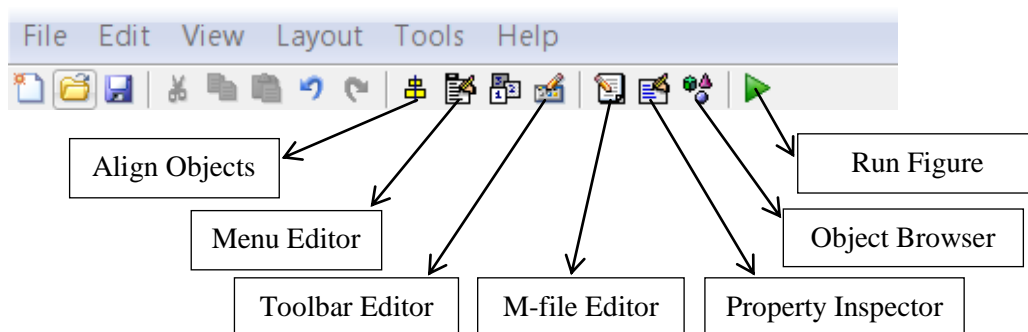 File Edit View Layout Tools Help
Align Objects
Run Figure
Menu Editor
Object Browser
Toolbar Editor
M-file Editor
Property Inspector